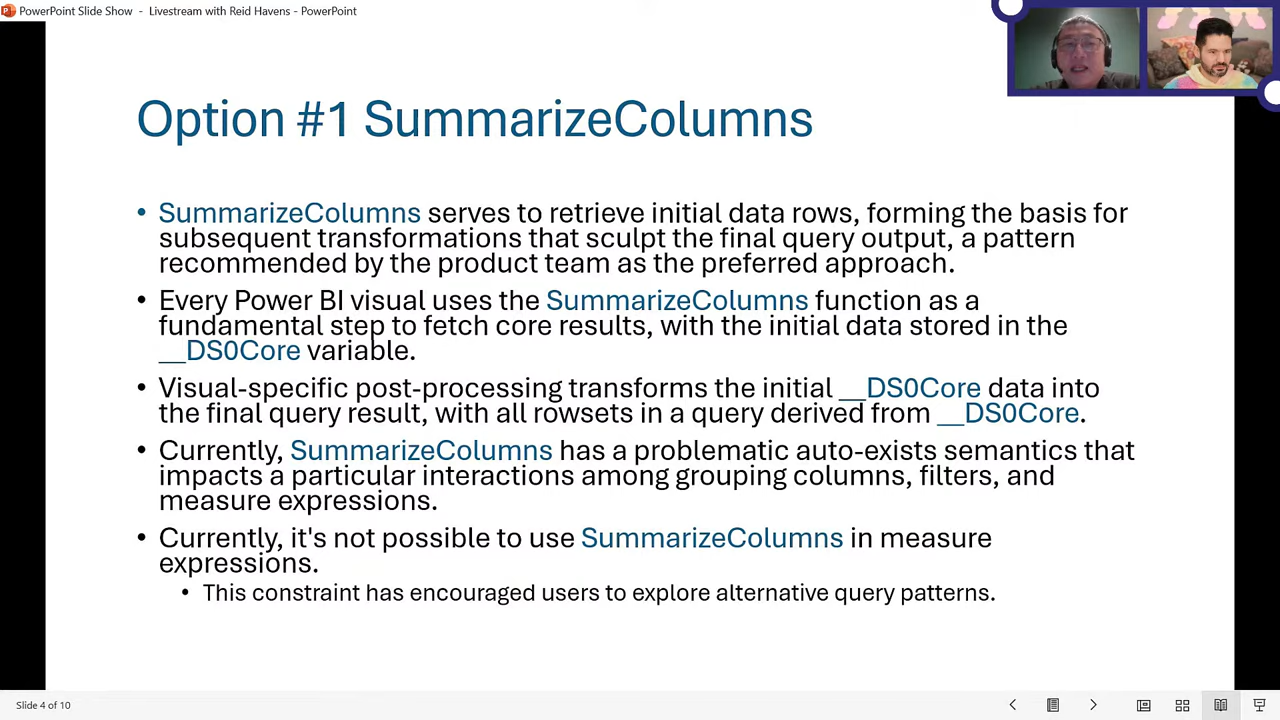 PowerPoint Slide Show - Livestream with Reid Havens - PowerPoint
Option #1 SummarizeColumns
• SummarizeColumns serves to retrieve initial data rows, forming the basis for
subsequent transformations that sculpt the final query output, a pattern
recommended by the product team as the preferred approach.
• Every Power BI visual uses the SummarizeColumns function as a
fundamental step to fetch core results, with the initial data stored in the
__DS0Core variable.
• Visual-specific post-processing transforms the initial __DS0Core data into
the final query result, with all rowsets in a query derived from __DS0Core.
• Currently, SummarizeColumns has a problematic auto-exists semantics that
impacts a particular interactions among grouping columns, filters, and
measure expressions.
• Currently, it's not possible to use SummarizeColumns in measure
expressions.
• This constraint has encouraged users to explore alternative query patterns.
Slide 4 of 10